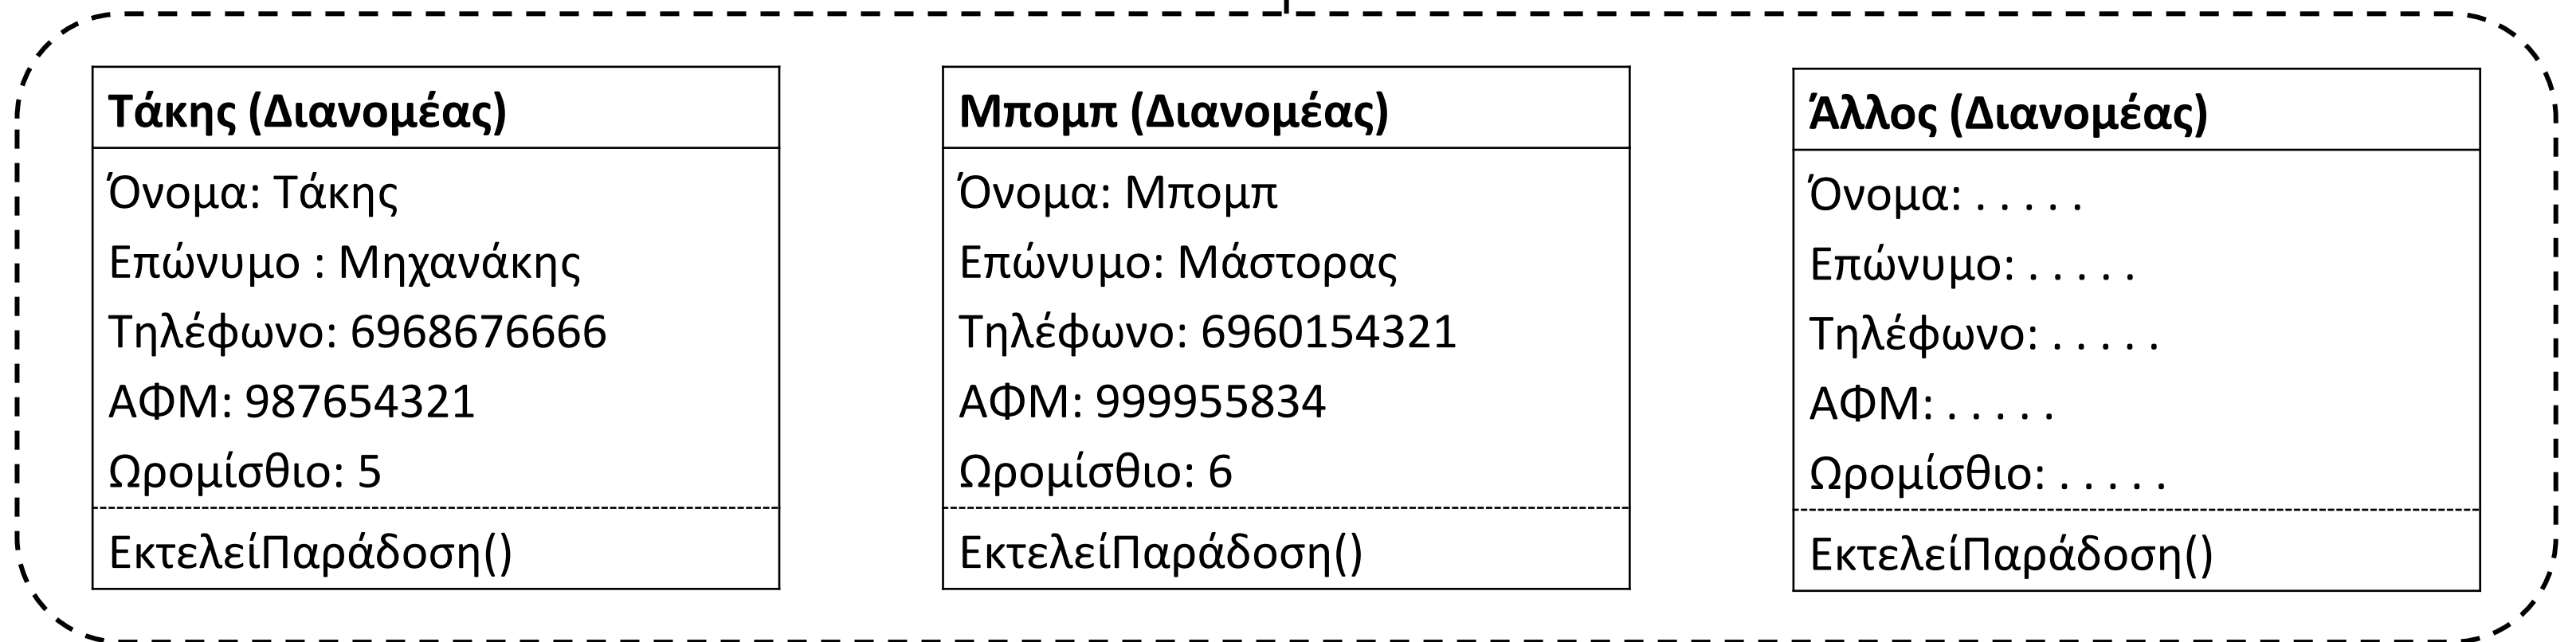 Τάκης (Διανομέας)
Όνομα: Τάκης
Επώνυμο : Μηχανάκης
Τηλέφωνο: 6968676666
ΑΦΜ: 987654321
Ωρομίσθιο: 5
ΕκτελείΠαράδοση()
Μπομπ (Διανομέας)
Όνομα: Μπομπ
Επώνυμο: Μάστορας
Τηλέφωνο: 6960154321
ΑΦΜ: 999955834
Ωρομίσθιο: 6
ΕκτελείΠαράδοση()
Άλλος (Διανομέας)
Όνομα: . . . . .
Επώνυμο: . . . . .
Τηλέφωνο: . . . . .
ΑΦΜ: . . . . .
Ωρομίσθιο: . . . . .
ΕκτελείΠαράδοση()